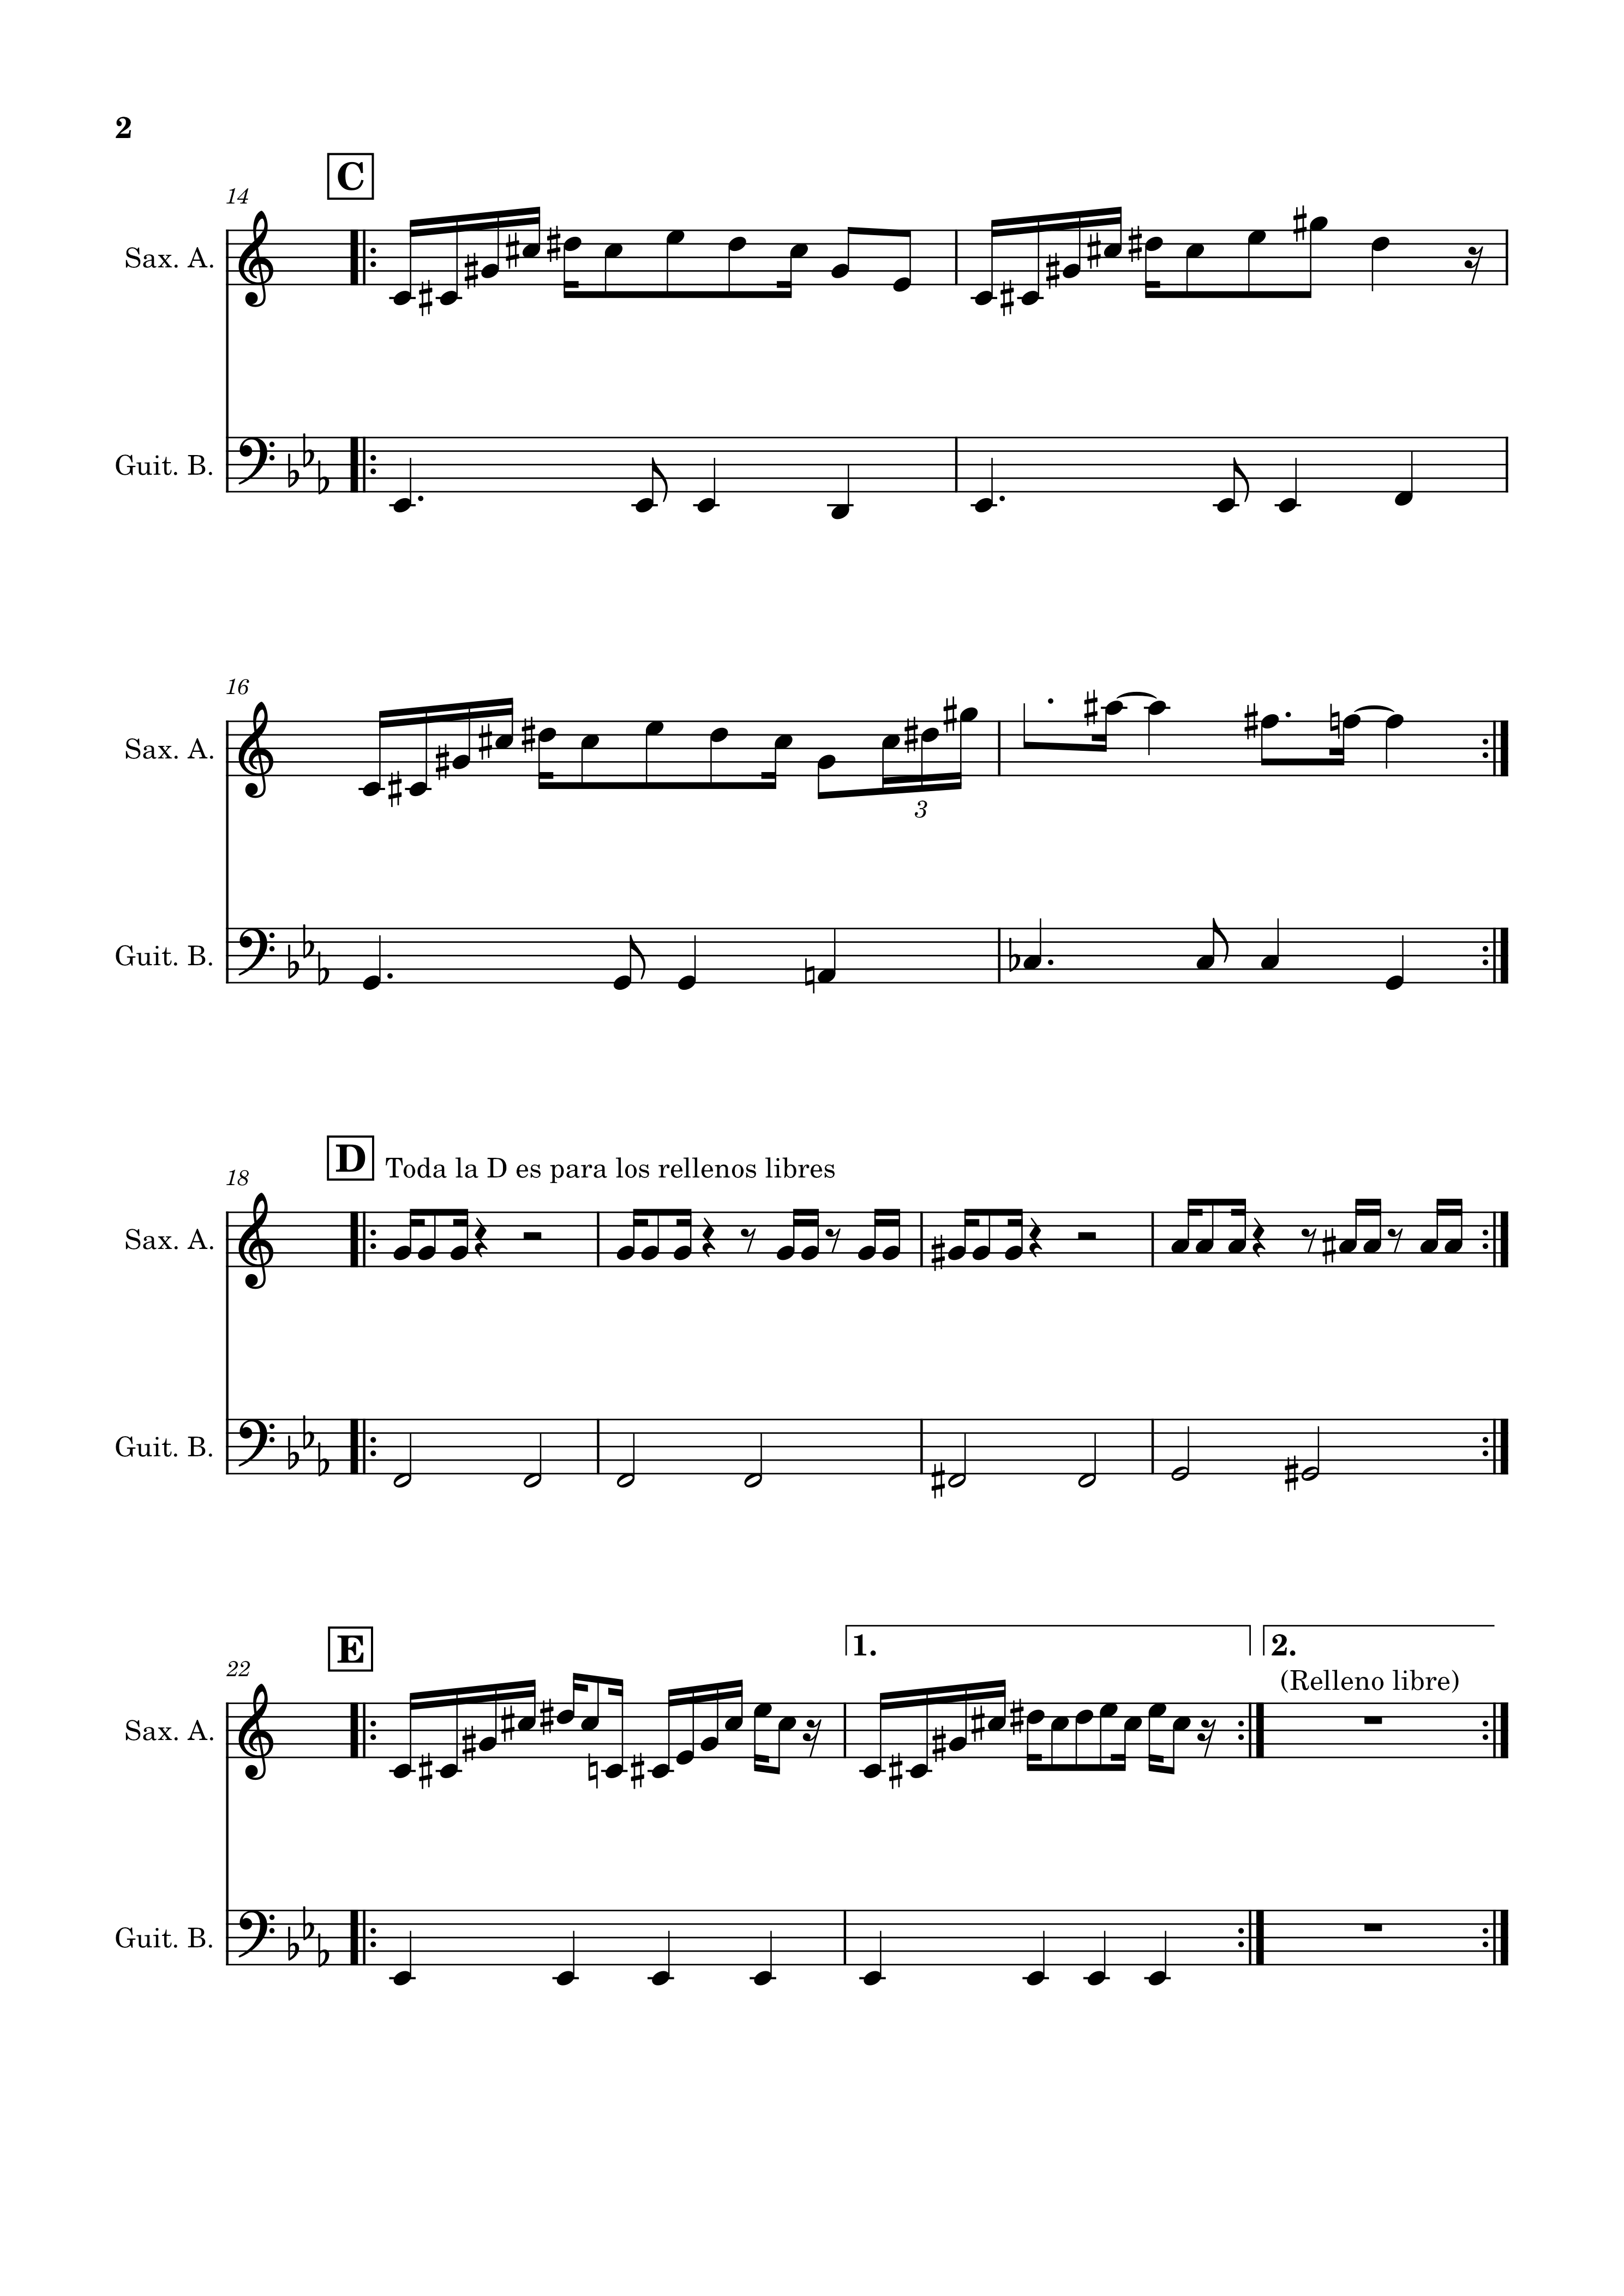 2
C
14
Sax. A.
Guit. B.
16
Sax. A.
3
Guit. B.
D
Toda la D es para los rellenos libres
18
Sax. A.
Guit. B.
E
1.
2.
22
(Relleno libre)
Sax. A.
Guit. B.